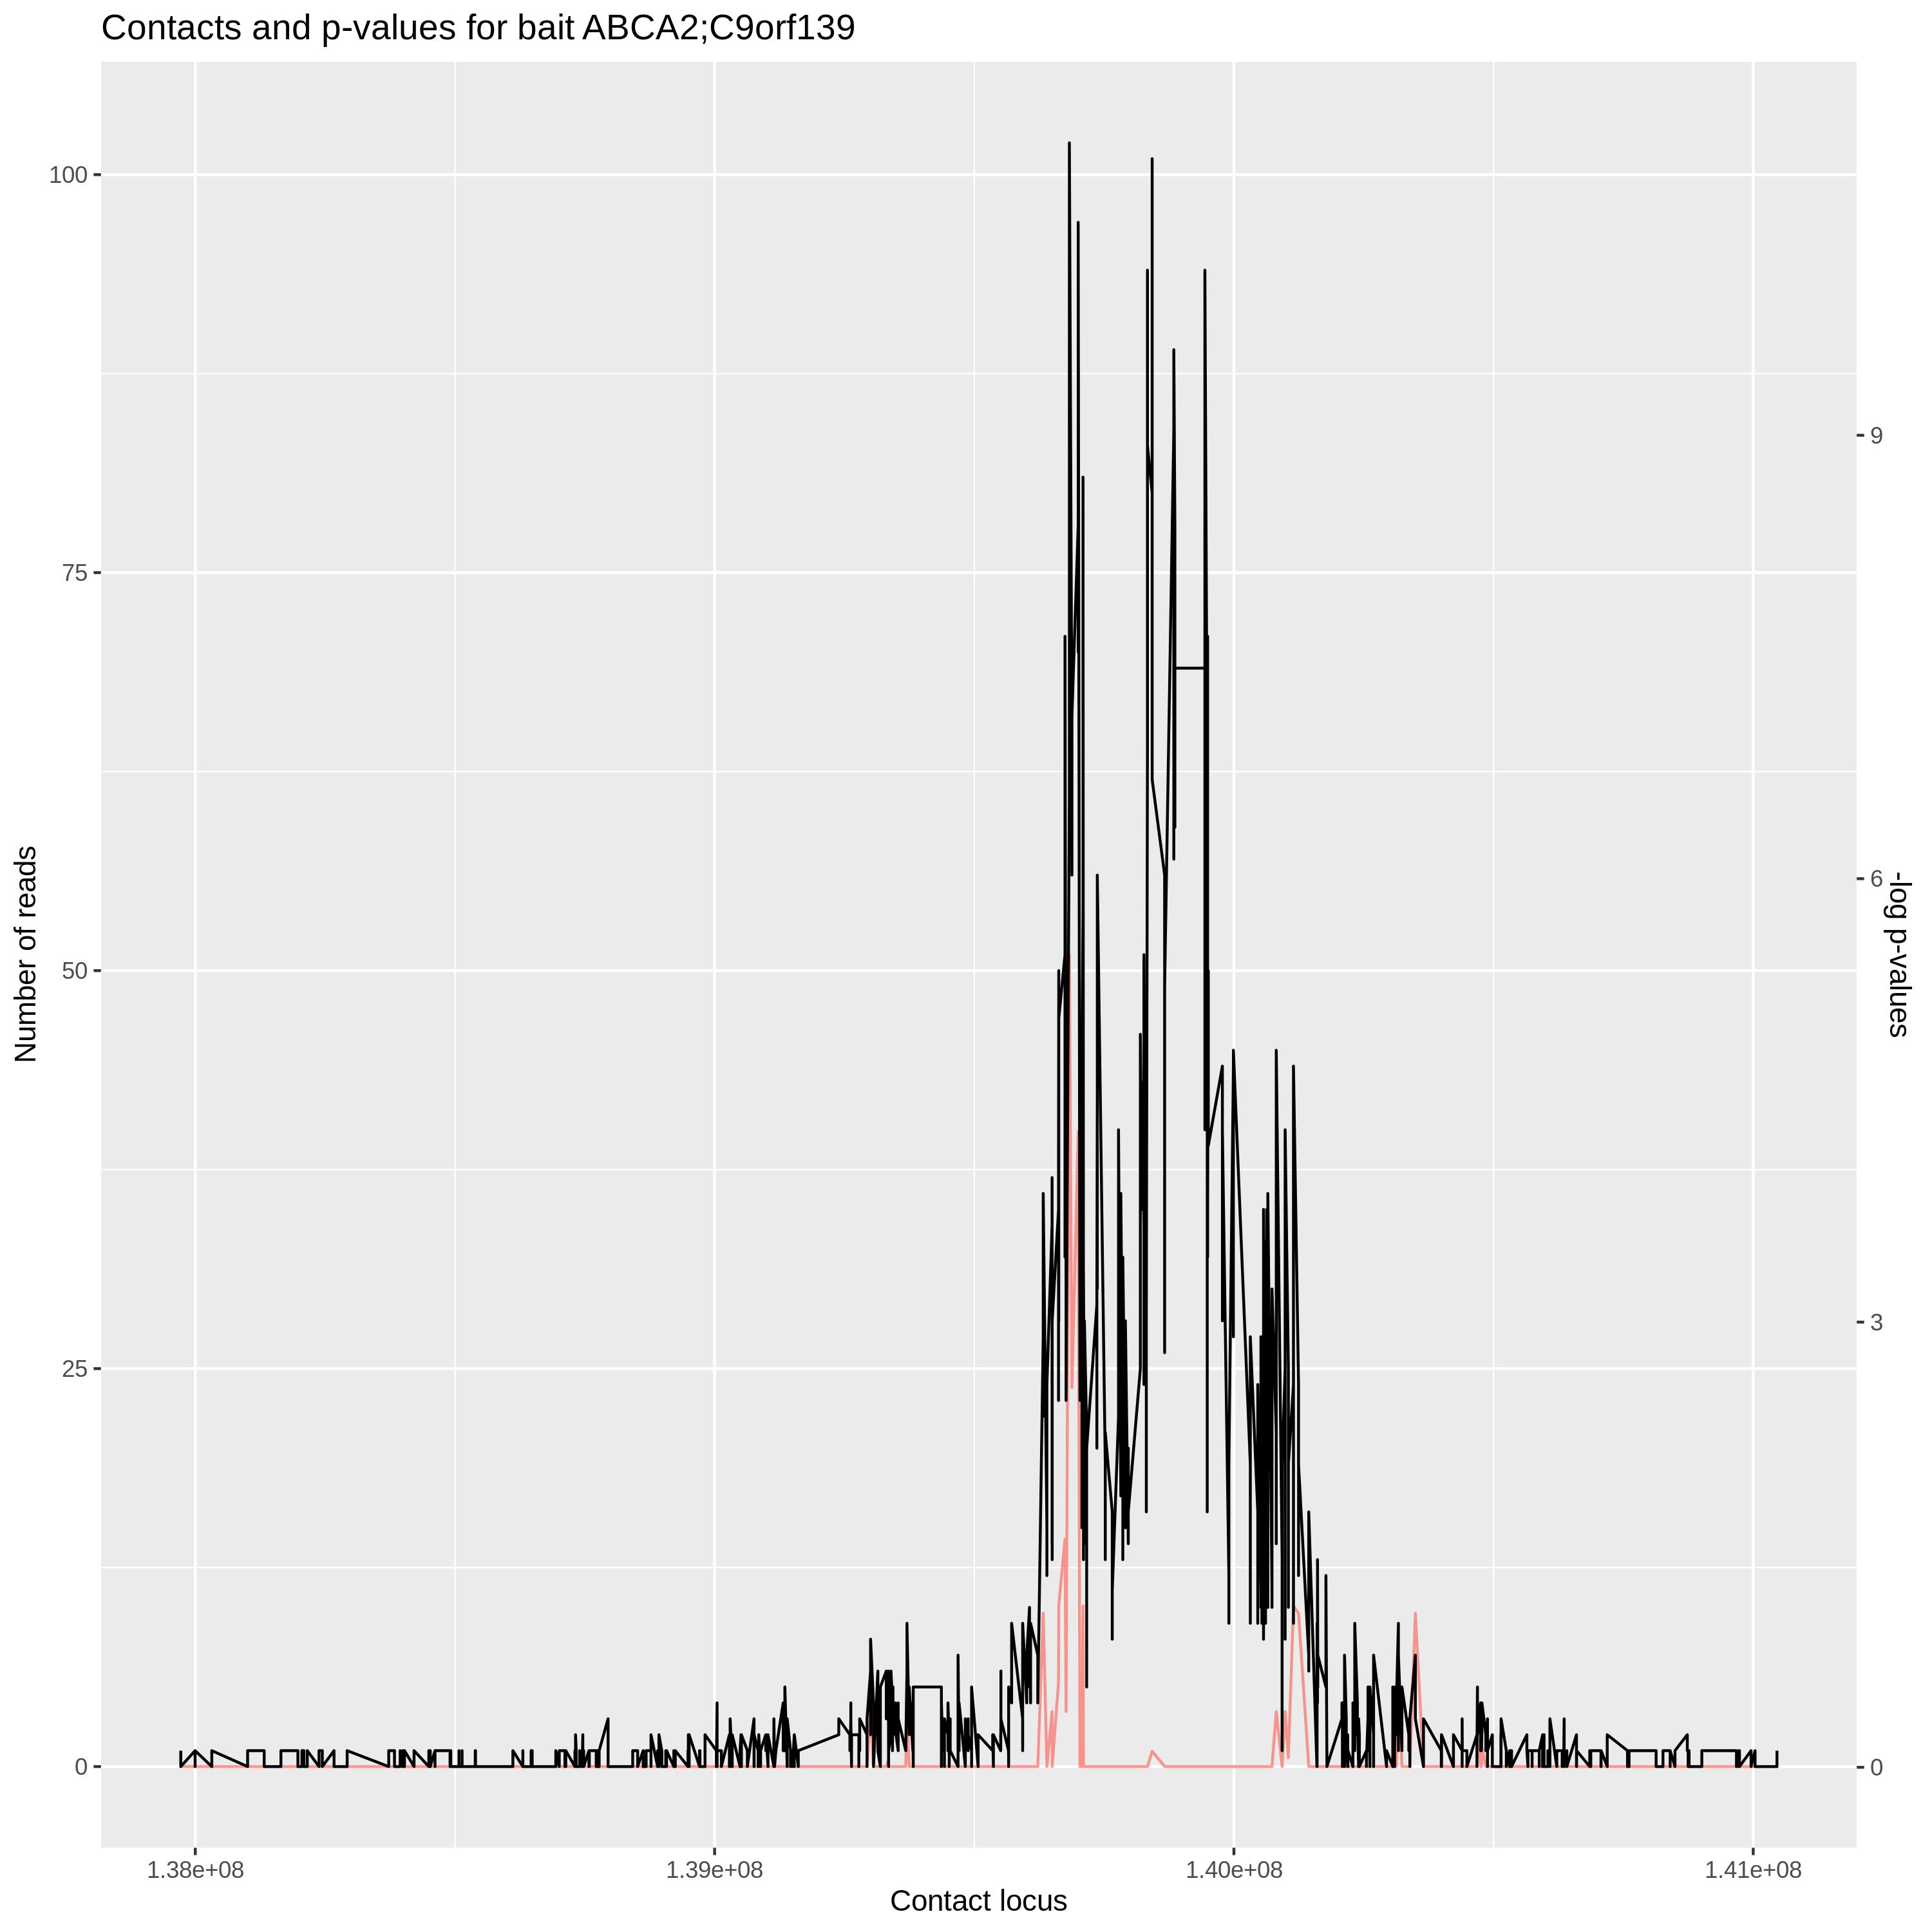 Contacts and p-values for bait ABCA2;C9orf139
100
75
50
25
0
Number of reads
9
6
3
0
-log p-values
1.38e+08
1.39e+08
1.40e+08
1.41e+08
Contact locus